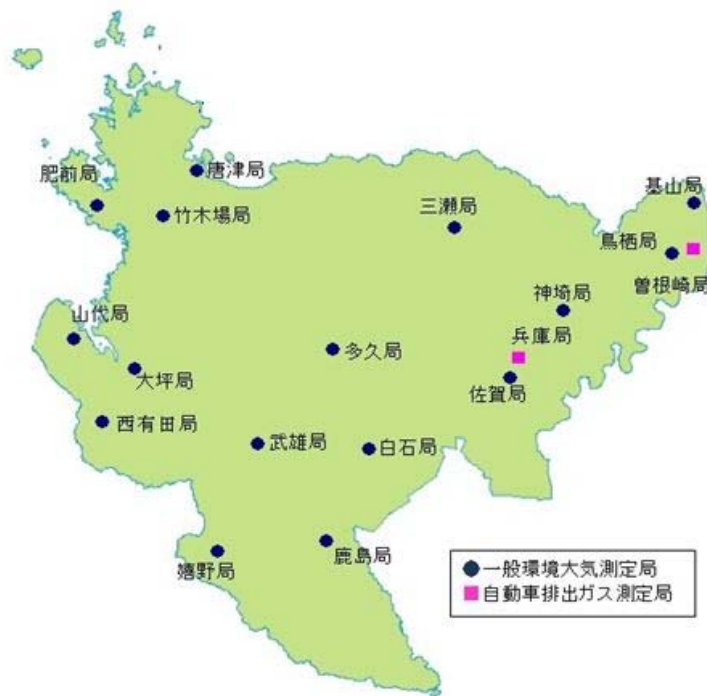 唐津局
肥前局
竹木場局
三瀬局
基山局
鳥栖局
曽根崎局
神埼局
兵庫局
山代局
多久局
大坪局
佐賀局
西有田局
武雄局
白石局
嬉野局
鹿島局
一般環境大気測定局
自動車排出ガス測定局